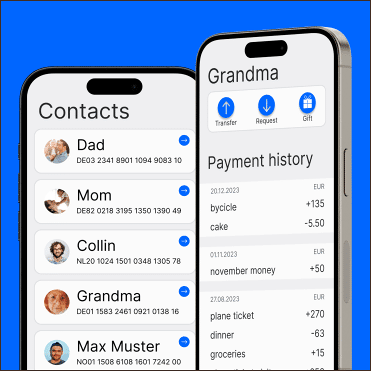 Contacts
Dad
DE03 2341 8901 1094 9083 10
Mom
DE82 0218 3195 1350 1390 49
Collin
NL20 1024 1501 0348 1305 78
Grandma
DE01 1583 2461 0921 0138 16
Max Muster
NO01 1508 6108 1601 7242 00
Grandma
Transfer
Request
Gift
Payment history
20.12.2023 EUR
bycicle +135
cake -5.50
01.11.2023 EUR
november money +50
27.08.2023 EUR
plane ticket +270
dinner -63
groceries +15